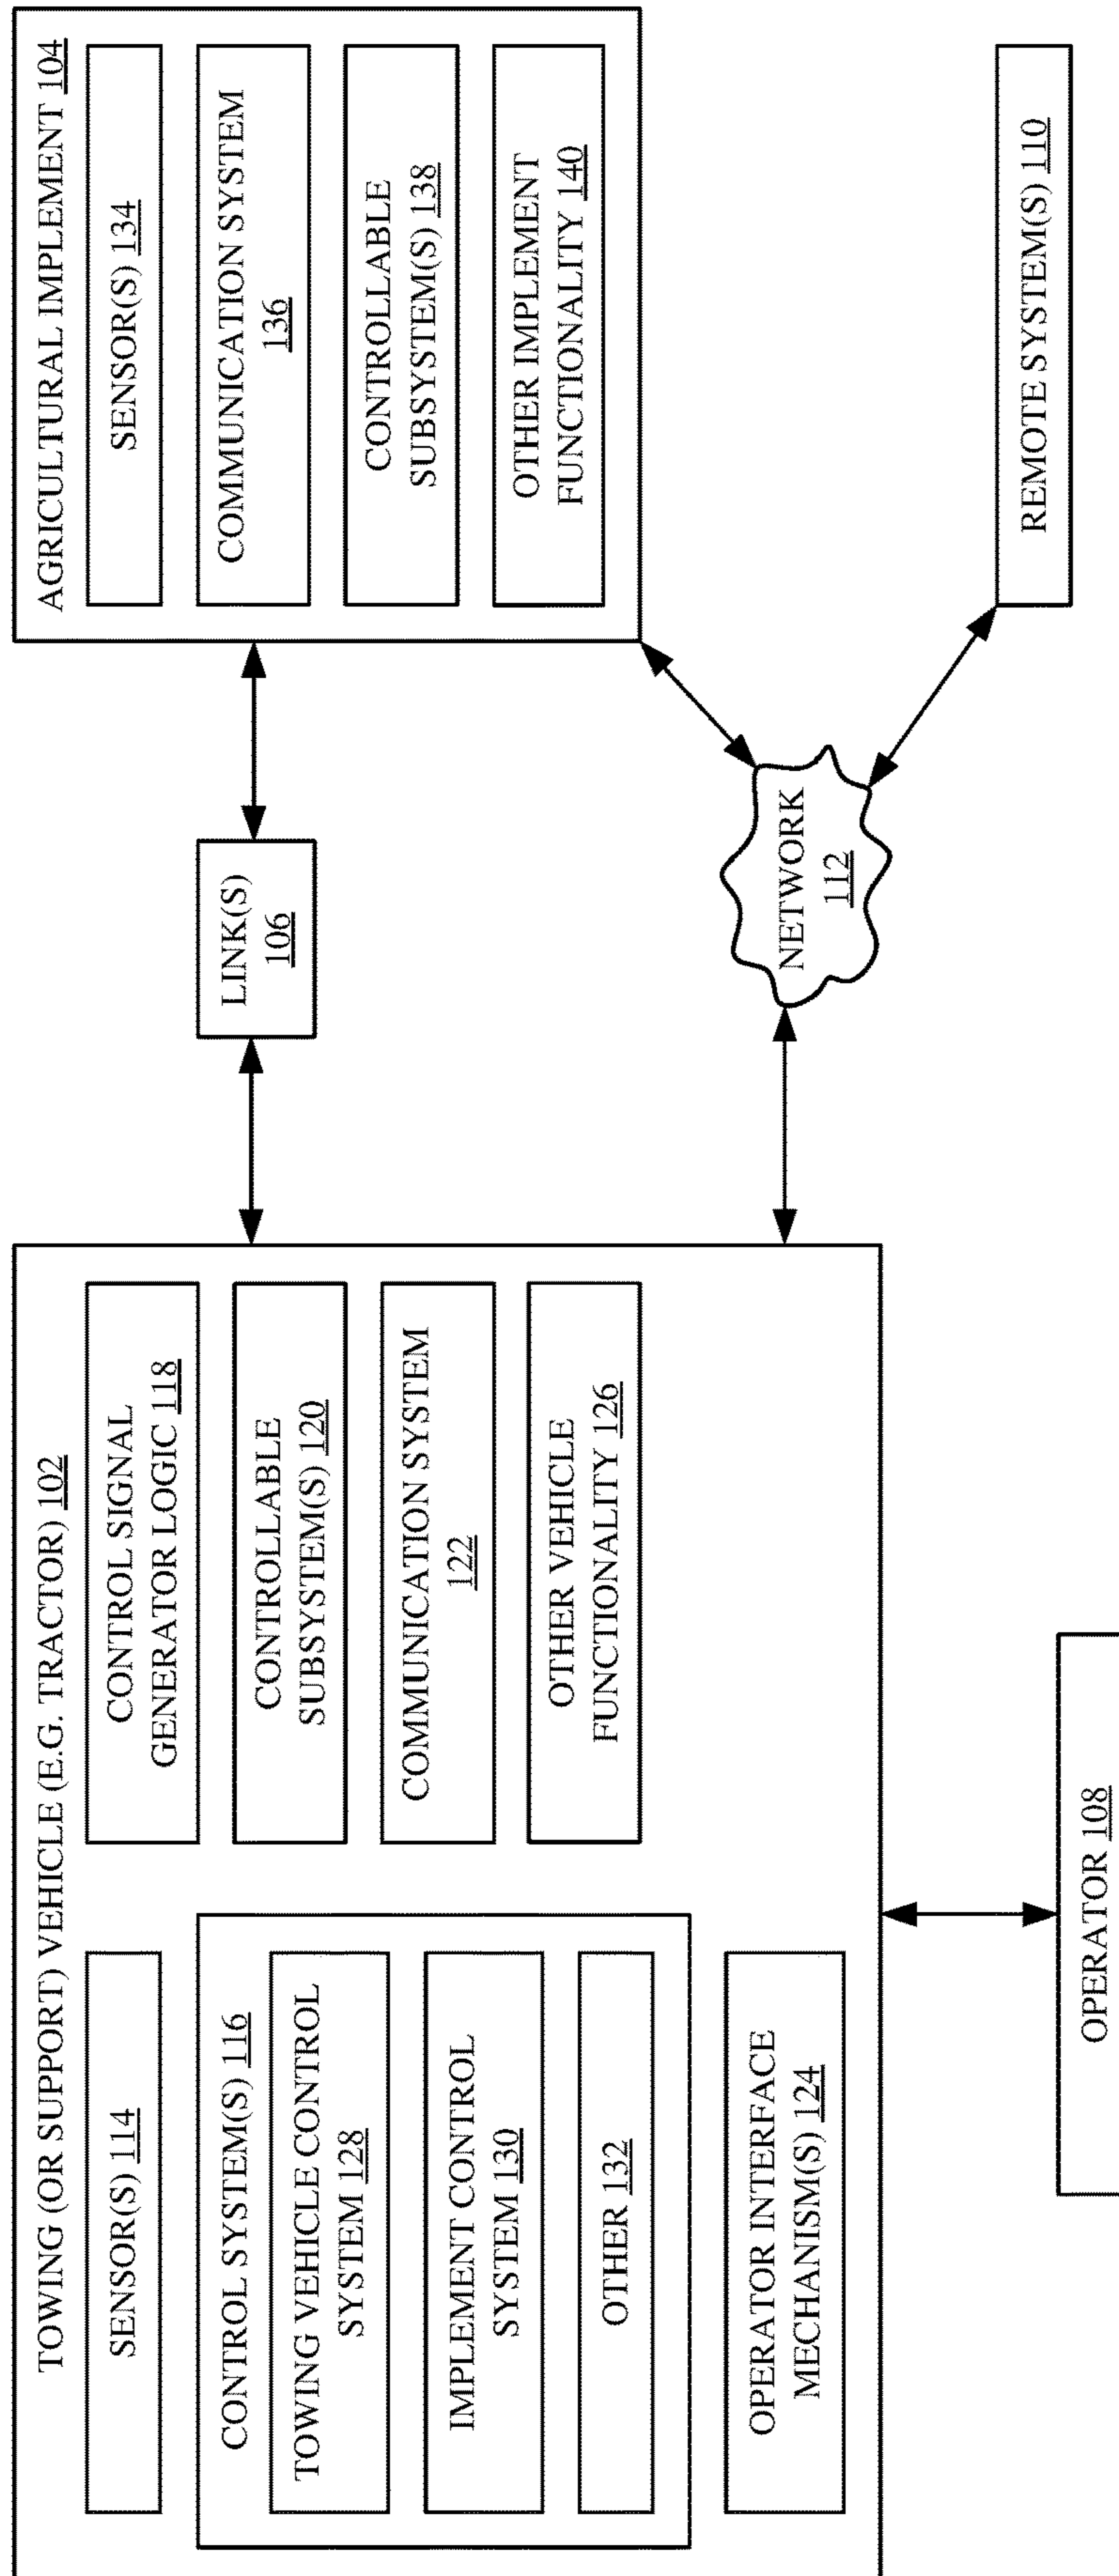 TOWING (OR SUPPORT) VEHICLE (E.G. TRACTOR) 102
SENSOR(S) 114
CONTROL SYSTEM(S) 116
TOWING VEHICLE CONTROL
SYSTEM 128
IMPLEMENT CONTROL
SYSTEM 130
OTHER 132
OPERATOR INTERFACE
MECHANISM(S) 124
CONTROL SIGNAL
GENERATOR LOGIC 118
CONTROLLABLE
SUBSYSTEM(S) 120
COMMUNICATION SYSTEM
122
OTHER VEHICLE
FUNCTIONALITY 126
OPERATOR 108
LINK(S)
106
NETWORK
112
AGRICULTURAL IMPLEMENT 104
SENSOR(S) 134
COMMUNICATION SYSTEM
136
CONTROLLABLE
SUBSYSTEM(S) 138
OTHER IMPLEMENT
FUNCTIONALITY 140
REMOTE SYSTEM(S) 110